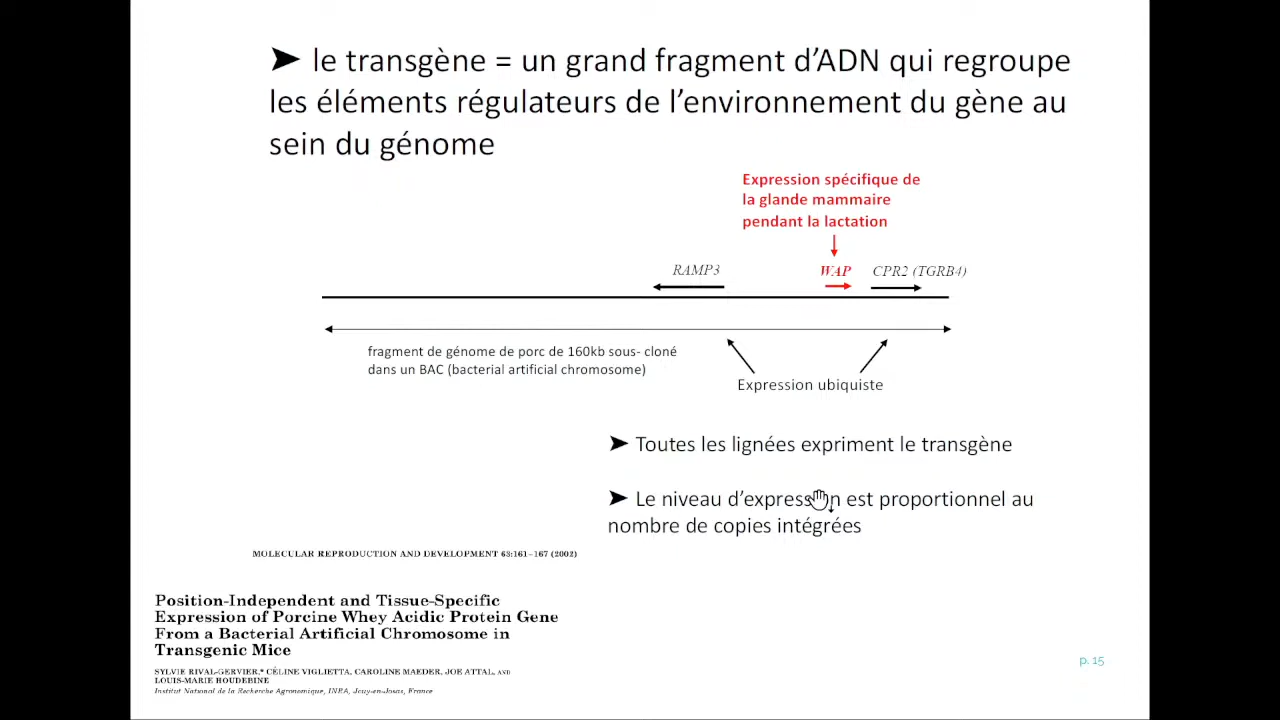 ➤ le transgène = un grand fragment d'ADN qui regroupe
les éléments régulateurs de l'environnement du gène au
sein du génome
Expression spécifique de
la glande mammaire
pendant la lactation
RAMP3
WAP
CPR2 (TGRB4)
fragment de génome de porc de 160kb sous- cloné
dans un BAC (bacterial artificial chromosome)
Expression ubiquiste
➤ Toutes les lignées expriment le transgène
➤ Le niveau d'expression est proportionnel au
nombre de copies intégrées
MOLECULAR REPRODUCTION AND DEVELOPMENT 63:161–167 (2002)
Position-Independent and Tissue-Specific
Expression of Porcine Whey Acidic Protein Gene
From a Bacterial Artificial Chromosome in
Transgenic Mice
SYLVIE RIVAL-GERVIER,* CÉLINE VIGLIETTA, CAROLINE MAEDER, JOE ATTAL, AND
LOUIS-MARIE HOUDEBINE
Institut National de la Recherche Agronomique, INRA, Jouy-en-Josas, France
p. 15